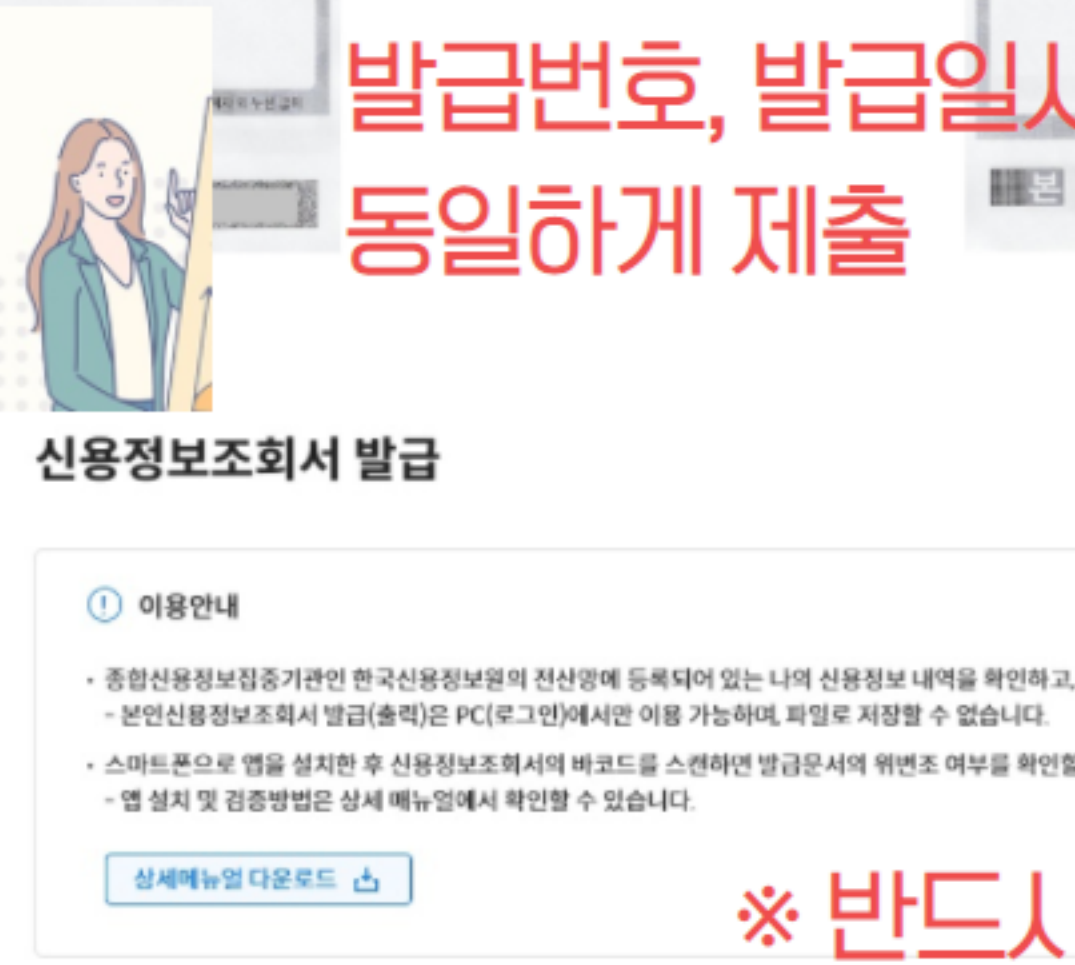 발급번호, 발급일시
동일하게 제출
본
신용정보조회서 발급
이용안내
• 종합신용정보집중기관인 한국신용정보원의 전산망에 등록되어 있는 나의 신용정보 내역을 확인하고,
- 본인신용정보조회서 발급(출력)은 PC(로그인)에서만 이용 가능하며, 파일로 저장할 수 없습니다.
• 스마트폰으로 앱을 설치한 후 신용정보조회서의 바코드를 스캔하면 발급문서의 위변조 여부를 확인할
- 앱 설치 및 검증방법은 상세 매뉴얼에서 확인할 수 있습니다.
상세메뉴얼 다운로드
※ 반드시